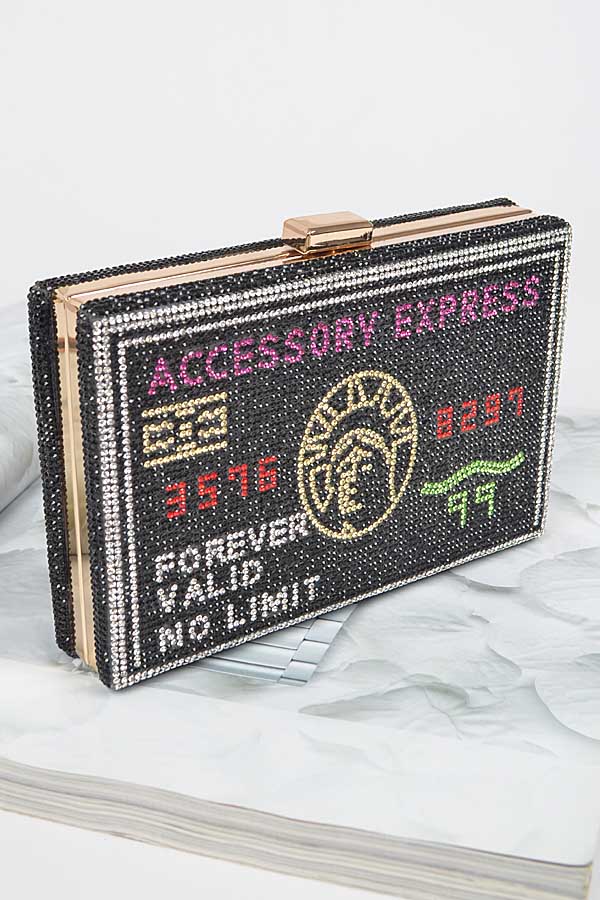 ACCESSORY EXPRESS
3576 8297
99
FOREVER
VALID
NO LIMIT